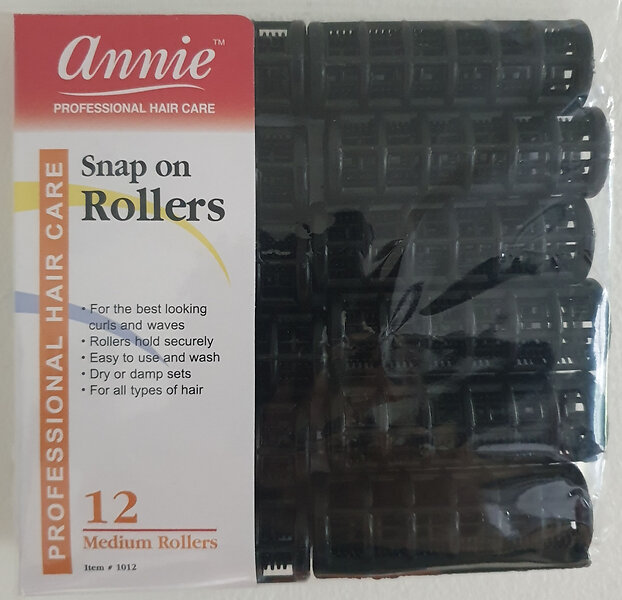 annie™
PROFESSIONAL HAIR CARE
PROFESSIONAL HAIR CARE
Snap on
Rollers
• For the best looking
curls and waves
• Rollers hold securely
• Easy to use and wash
• Dry or damp sets
• For all types of hair
12
Medium Rollers
Item # 1012